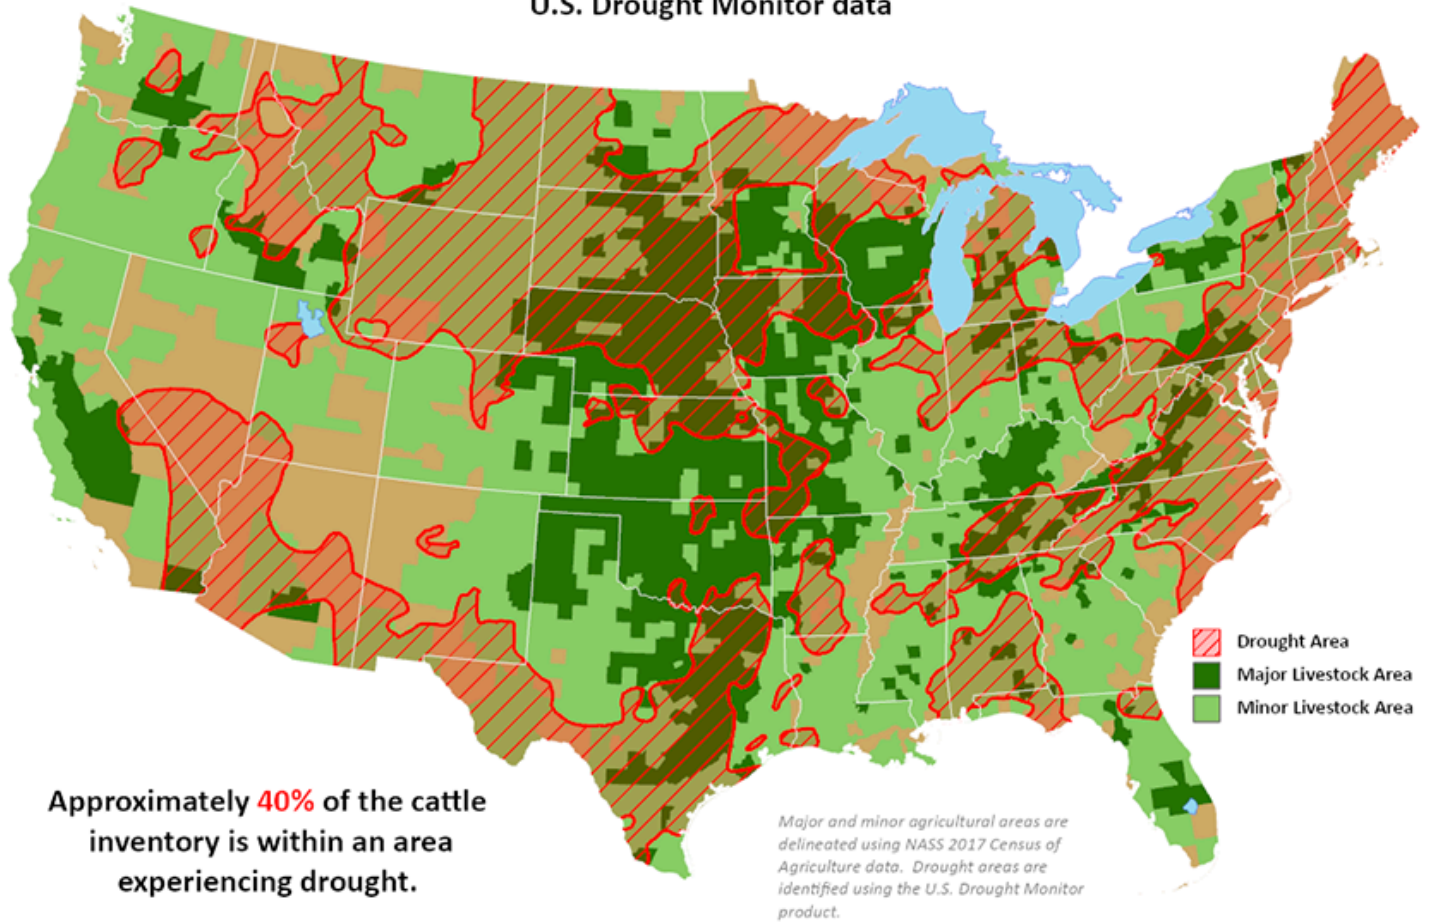 U.S. Drought Monitor data
Drought Area
Major Livestock Area
Minor Livestock Area
Approximately 40% of the cattle
inventory is within an area
experiencing drought.
Major and minor agricultural areas are
delineated using NASS 2017 Census of
Agriculture data. Drought areas are
identified using the U.S. Drought Monitor
product.